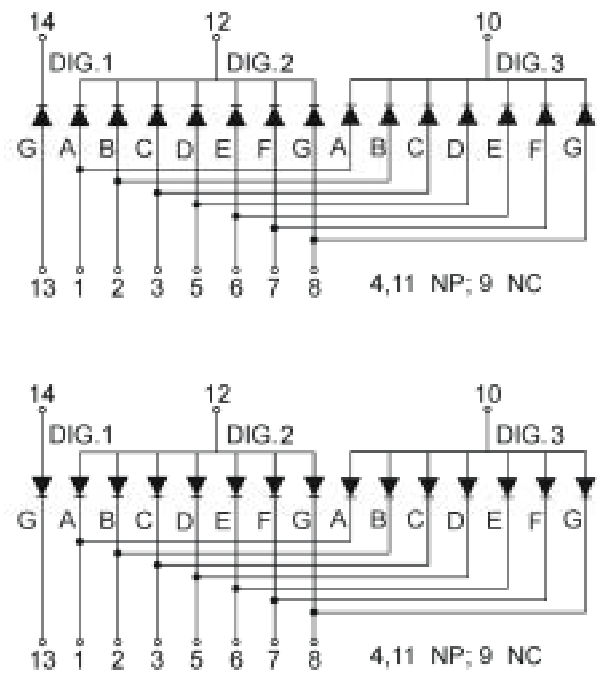 14 12 10
DIG.1 DIG.2 DIG.3
G A B C D E F G A B C D E F G
13 1 2 3 5 6 7 8 4,11 NP; 9 NC
14 12 10
DIG.1 DIG.2 DIG.3
G A B C D E F G A B C D E F G
13 1 2 3 5 6 7 8 4,11 NP; 9 NC